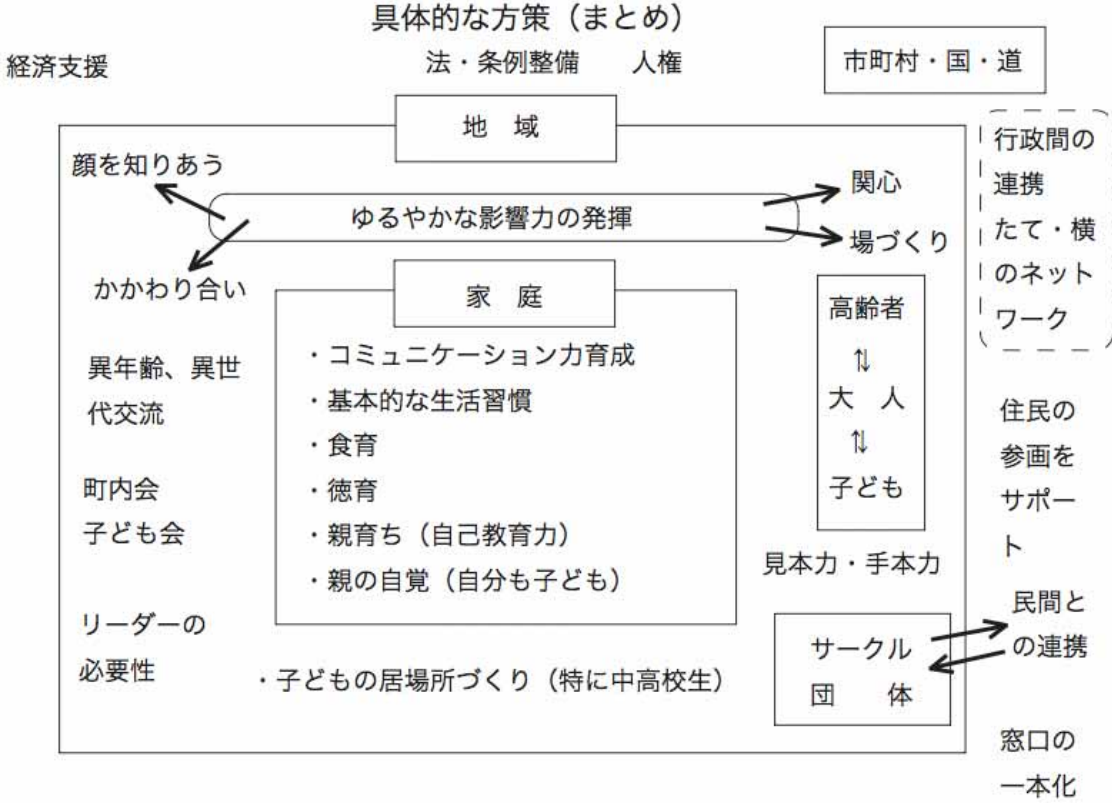 具体的な方策（まとめ）
経済支援
法・条例整備　　人権
市町村・国・道
地　域
顔を知りあう
ゆるやかな影響力の発揮
関心
場づくり
かかわり合い
異年齢、異世
代交流
町内会
子ども会
リーダーの
必要性
家　庭
・コミュニケーション力育成
・基本的な生活習慣
・食育
・徳育
・親育ち（自己教育力）
・親の自覚（自分も子ども）
・子どもの居場所づくり（特に中高校生）
高齢者
⇅
大　人
⇅
子ども
見本力・手本力
サークル
団　　体
行政間の
連携
たて・横
のネット
ワーク
住民の
参画を
サポー
ト
民間と
の連携
窓口の
一本化